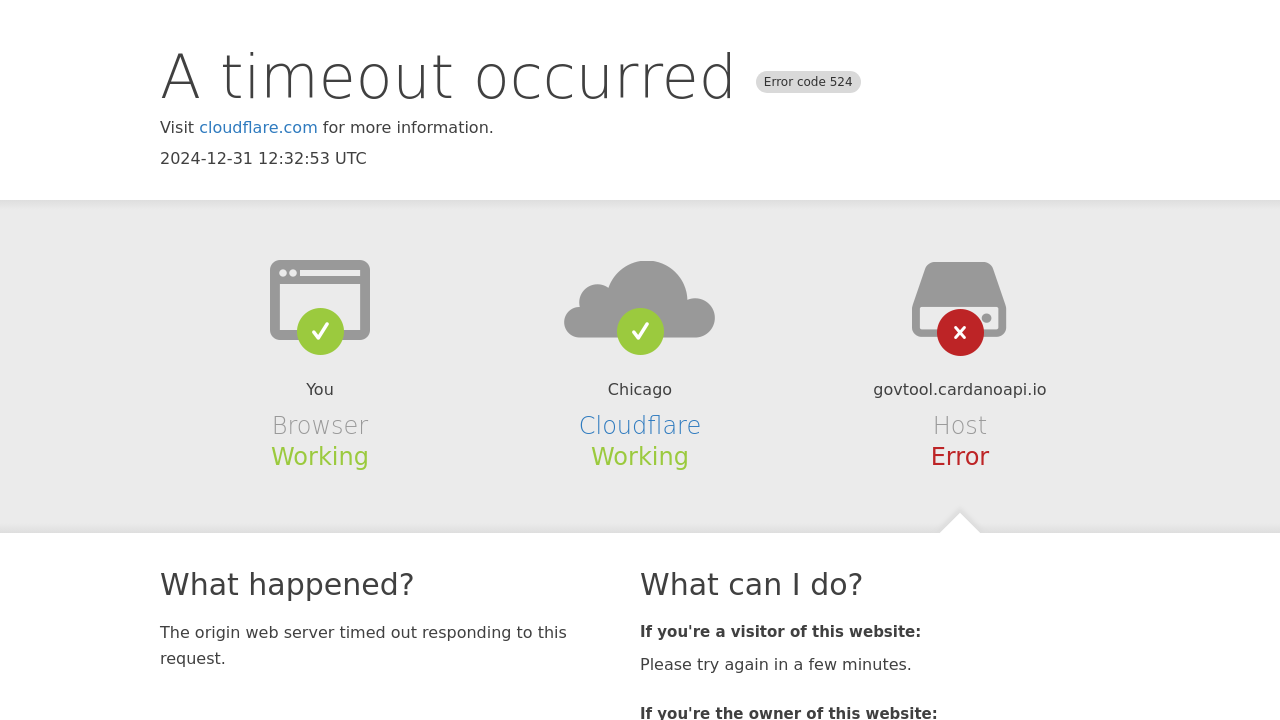 A timeout occurred Error code 524
Visit cloudflare.com for more information.
2024-12-31 12:32:53 UTC
You
Browser
Working
Chicago
Cloudflare
Working
govtool.cardanoapi.io
Host
Error
What happened?
The origin web server timed out responding to this
request.
What can I do?
If you're a visitor of this website:
Please try again in a few minutes.
If you're the owner of this website: